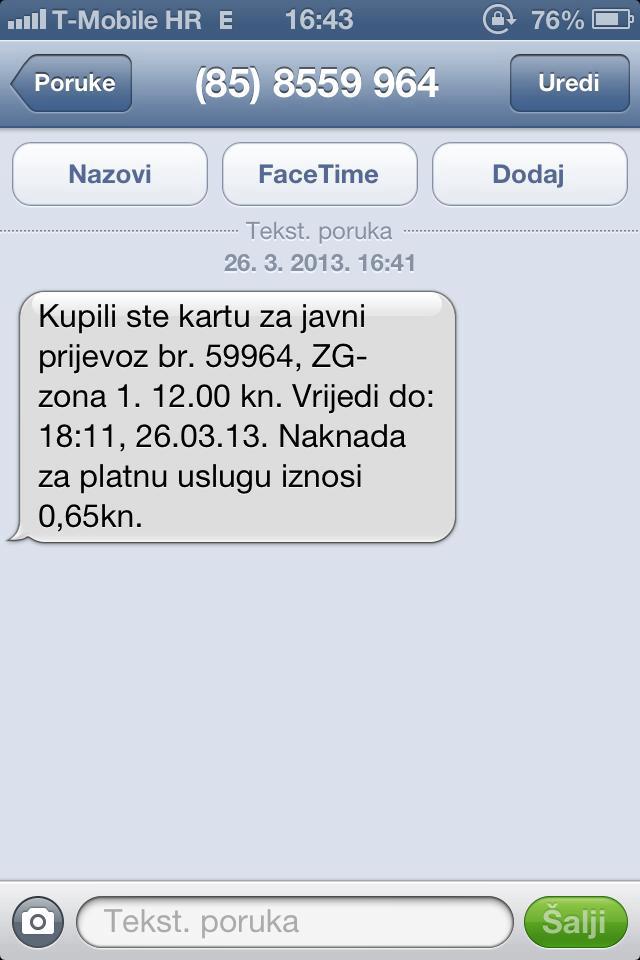 T-Mobile HR E 16:43 76%
Poruke (85) 8559 964 Uredi
Nazovi FaceTime Dodaj
Tekst. poruka
26. 3. 2013. 16:41
Kupili ste kartu za javni
prijevoz br. 59964, ZG-
zona 1. 12.00 kn. Vrijedi do:
18:11, 26.03.13. Naknada
za platnu uslugu iznosi
0,65kn.
Tekst. poruka Šalji